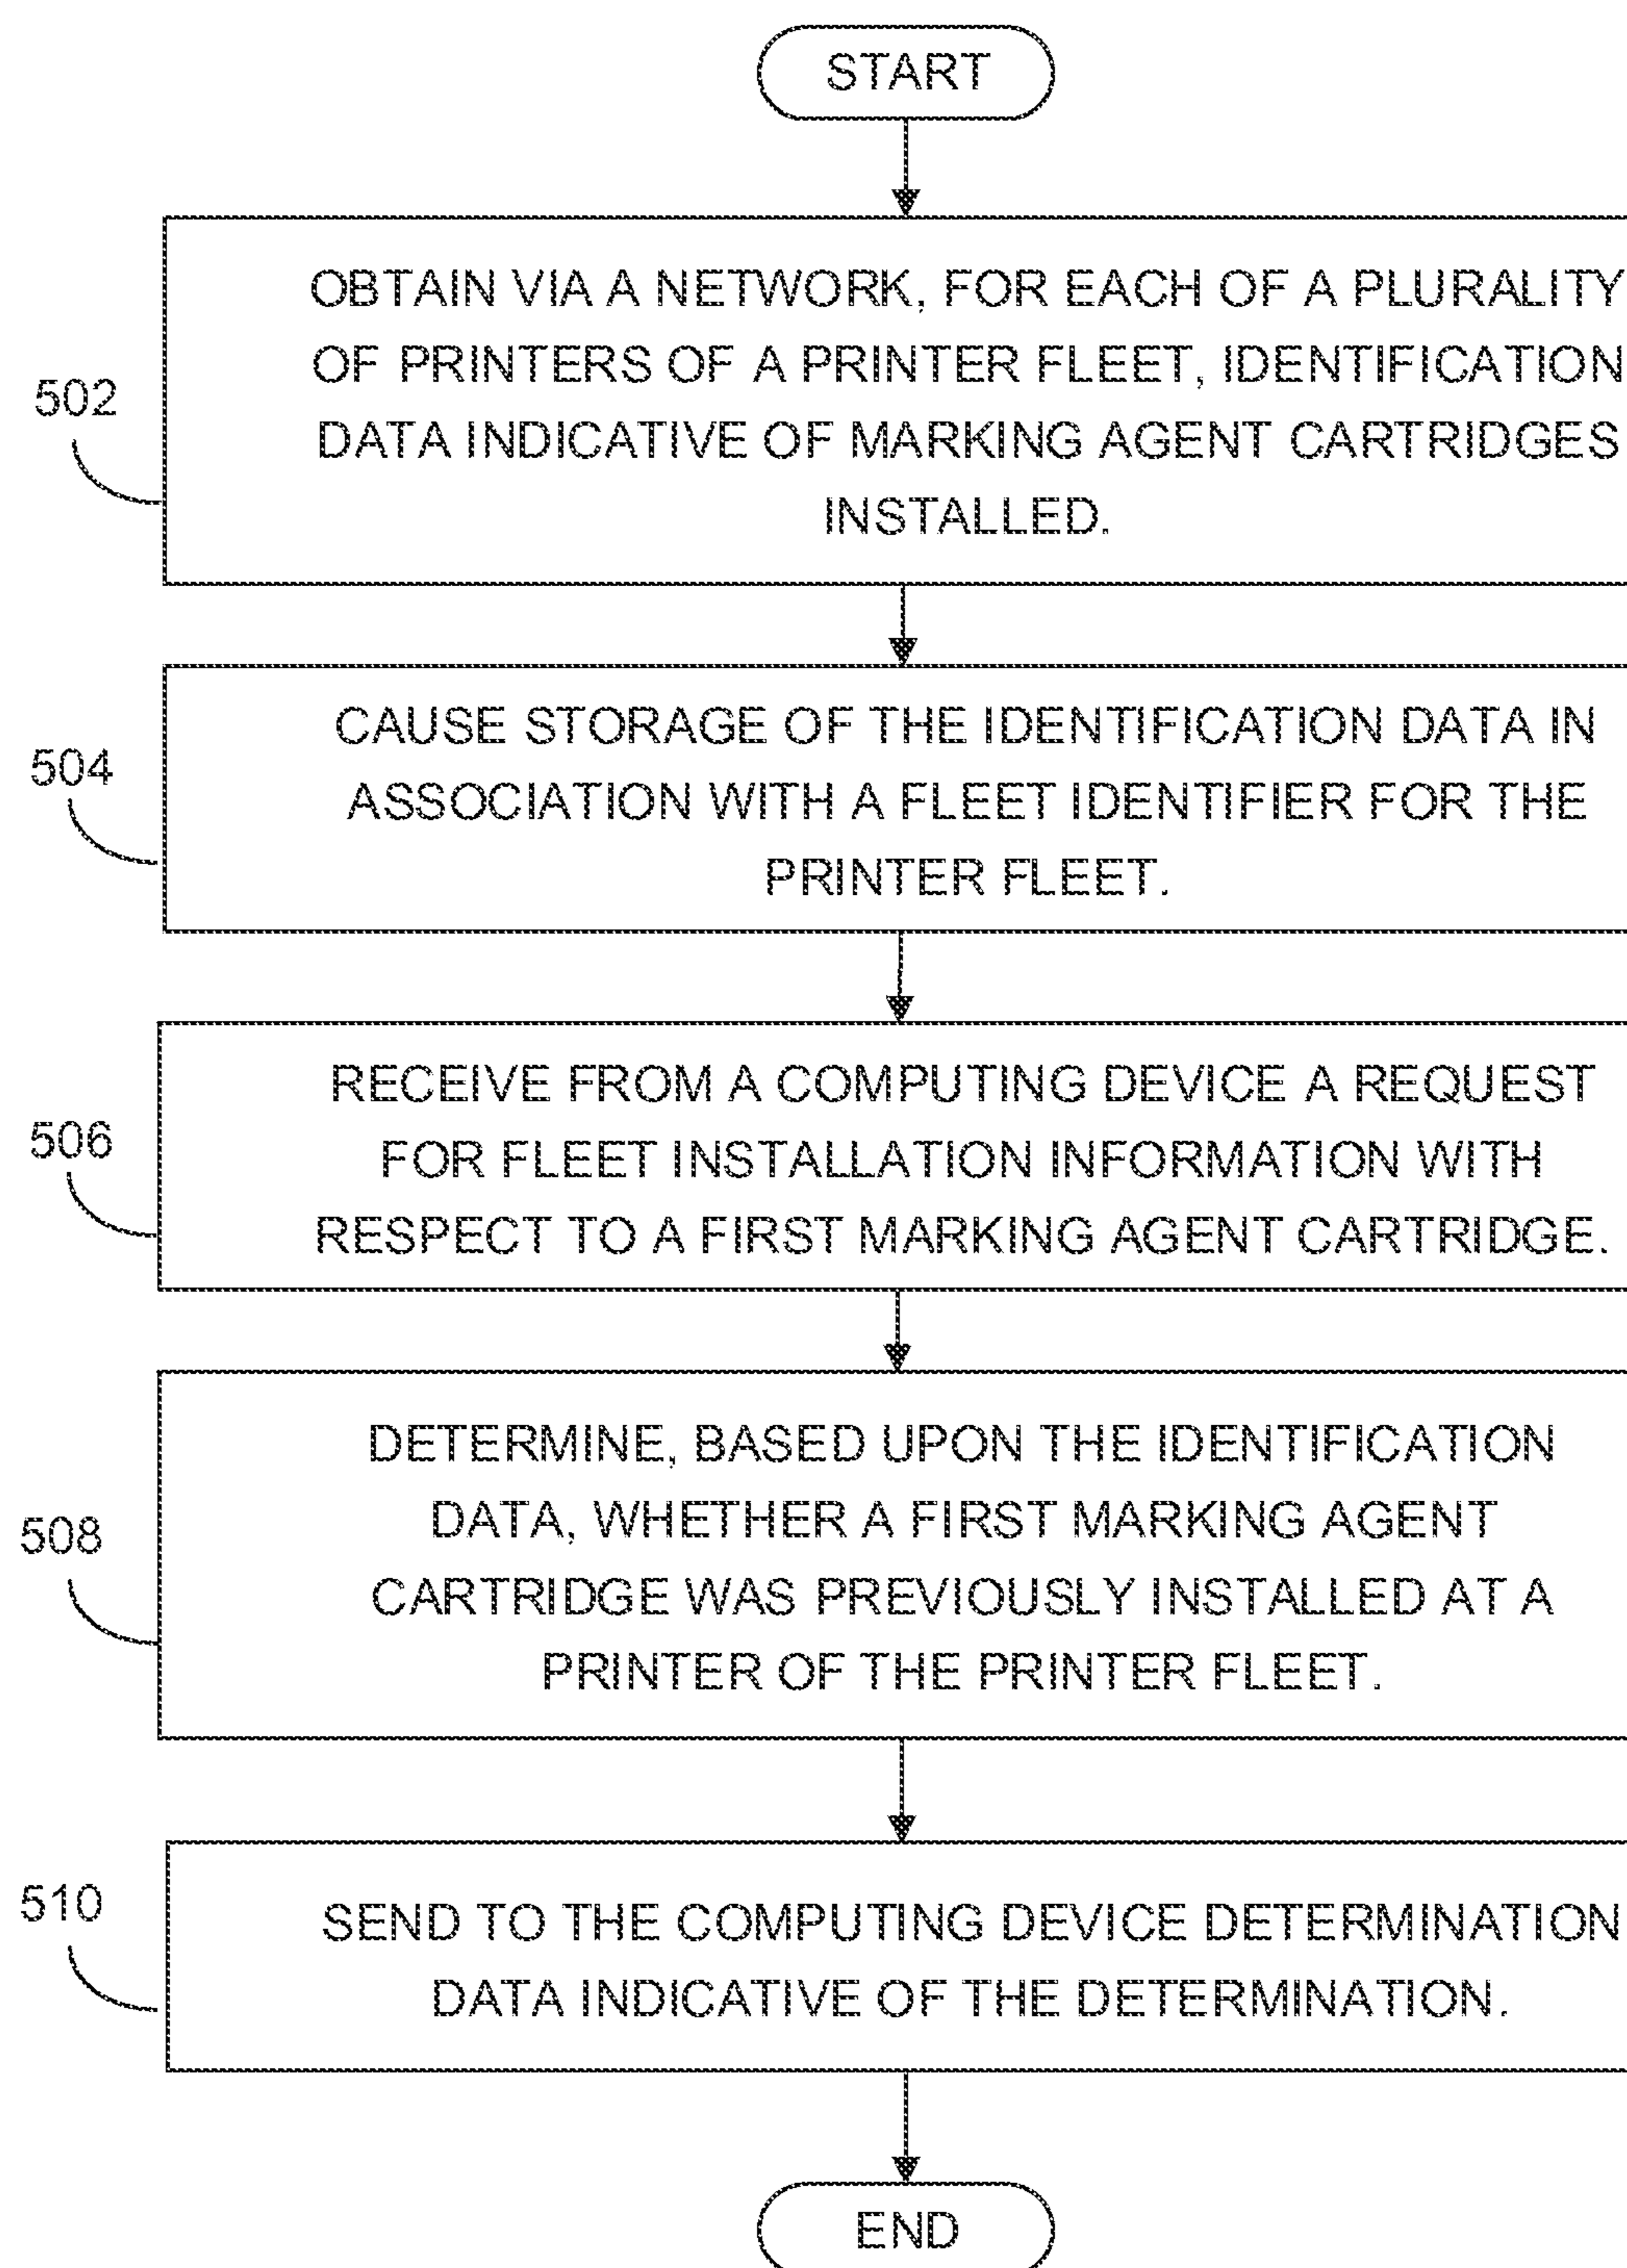 START
OBTAIN VIA A NETWORK, FOR EACH OF A PLURALITY
OF PRINTERS OF A PRINTER FLEET, IDENTIFICATION
DATA INDICATIVE OF MARKING AGENT CARTRIDGES
INSTALLED.
502
CAUSE STORAGE OF THE IDENTIFICATION DATA IN
ASSOCIATION WITH A FLEET IDENTIFIER FOR THE
PRINTER FLEET.
504
RECEIVE FROM A COMPUTING DEVICE A REQUEST
FOR FLEET INSTALLATION INFORMATION WITH
RESPECT TO A FIRST MARKING AGENT CARTRIDGE.
506
DETERMINE, BASED UPON THE IDENTIFICATION
DATA, WHETHER A FIRST MARKING AGENT
CARTRIDGE WAS PREVIOUSLY INSTALLED AT A
PRINTER OF THE PRINTER FLEET.
508
SEND TO THE COMPUTING DEVICE DETERMINATION
DATA INDICATIVE OF THE DETERMINATION.
510
END